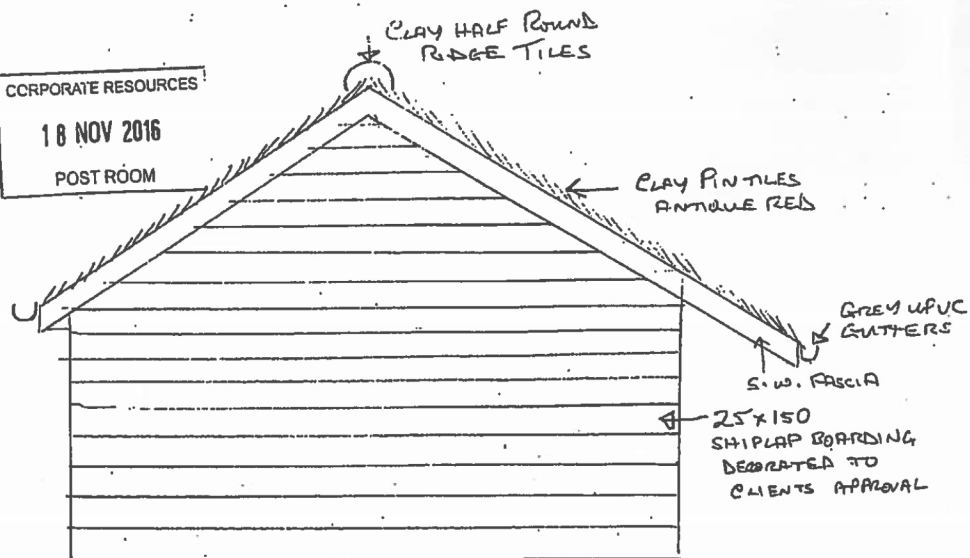 CLAY HALF ROUND
RIDGE TILES
CORPORATE RESOURCES
18 NOV 2016
POST ROOM
CLAY PINTILES
ANTIQUE RED
GREY UPVC
GUTTERS
S.W. FASCIA
25x150
SHIPLAP BOARDING
DECORATED TO
CLIENTS APPROVAL